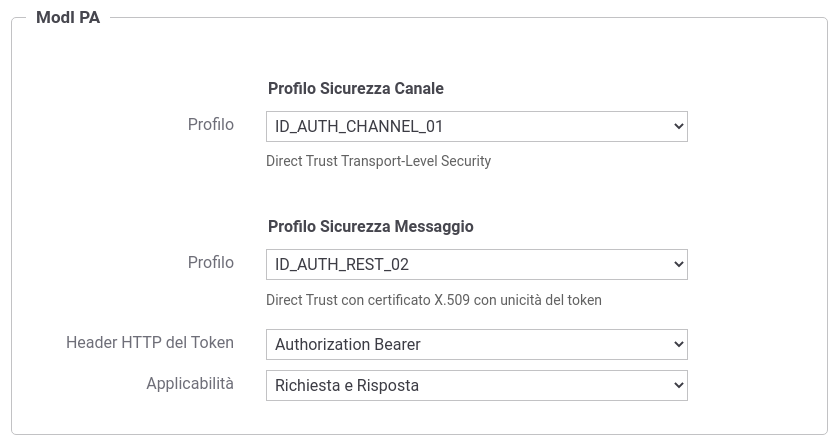 ModI PA
Profilo Sicurezza Canale
Profilo ID_AUTH_CHANNEL_01
Direct Trust Transport-Level Security
Profilo Sicurezza Messaggio
Profilo ID_AUTH_REST_02
Direct Trust con certificato X.509 con unicità del token
Header HTTP del Token Authorization Bearer
Applicabilità Richiesta e Risposta